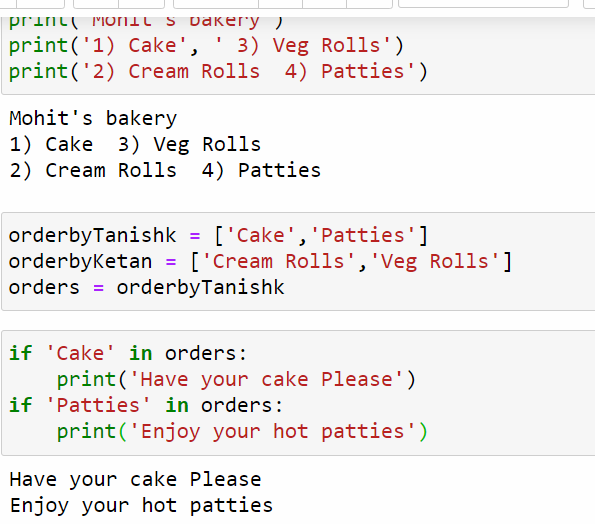 print("Mohit's bakery")
print('1) Cake', ' 3) Veg Rolls')
print('2) Cream Rolls  4) Patties')
Mohit's bakery
1) Cake  3) Veg Rolls
2) Cream Rolls  4) Patties
orderbyTanishk = ['Cake','Patties']
orderbyKetan = ['Cream Rolls','Veg Rolls']
orders = orderbyTanishk
if 'Cake' in orders:
    print('Have your cake Please')
if 'Patties' in orders:
    print('Enjoy your hot patties')
Have your cake Please
Enjoy your hot patties